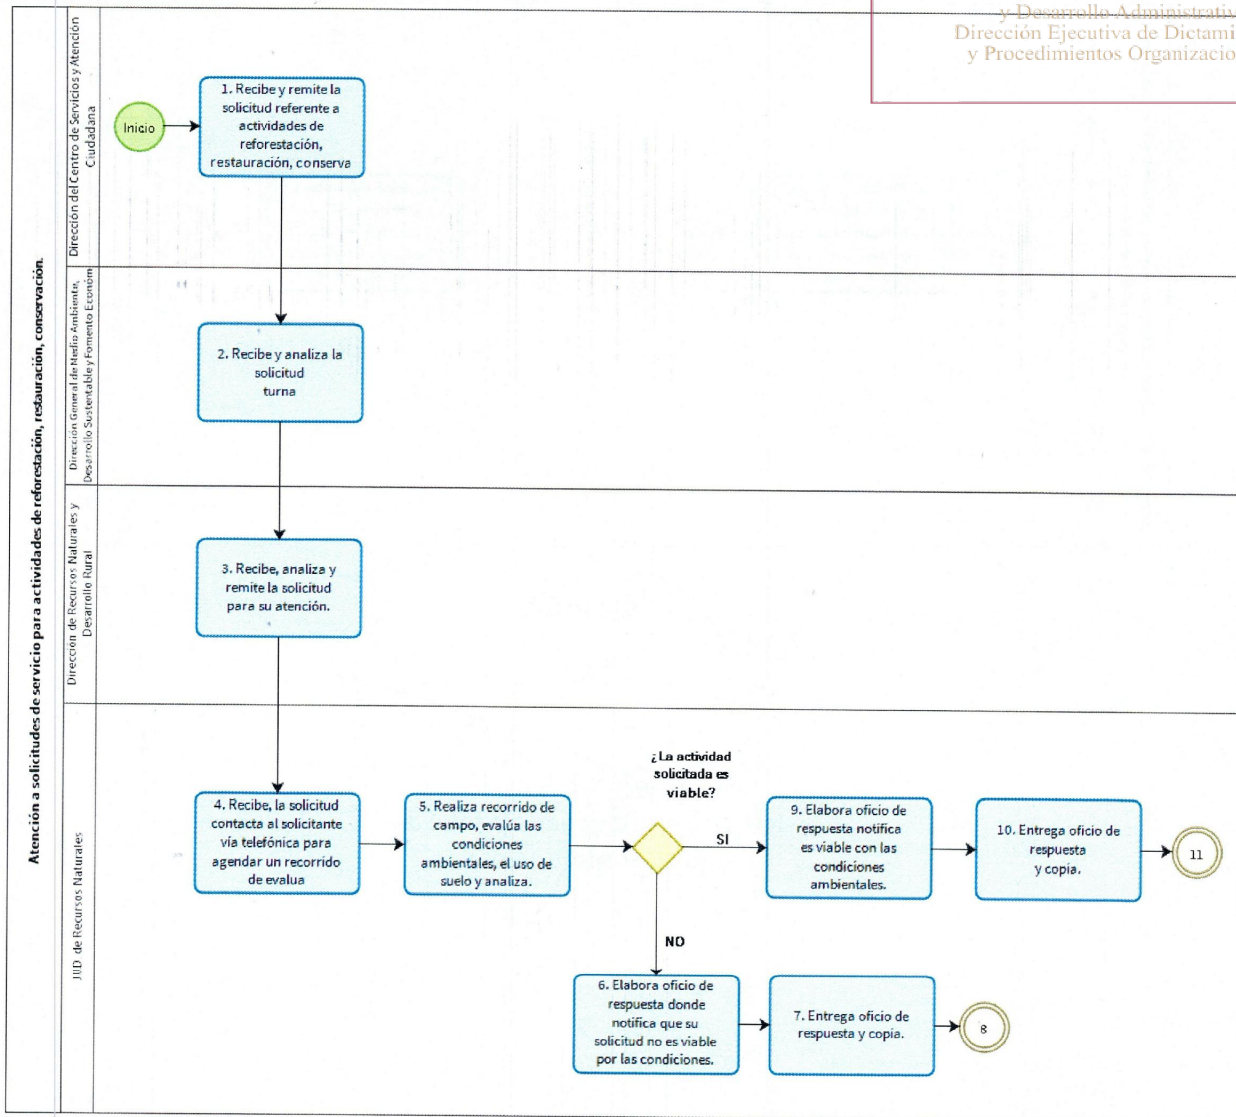 y Desarrollo Administrativ
Dirección Ejecutiva de Dictami
y Procedimientos Organizacio
Atención a solicitudes de servicio para actividades de reforestación, restauración, conservación.
Dirección del Centro de Servicios y Atención
Ciudadana
Inicio
1. Recibe y remite la
solicitud referente a
actividades de
reforestación,
restauración, conserva
Dirección General de Medio Ambiente,
Desarrollo Sustentable y Fomento Económ
2. Recibe y analiza la
solicitud
turna
Dirección de Recursos Naturales y
Desarrollo Rural
3. Recibe, analiza y
remite la solicitud
para su atención.
JUD de Recursos Naturales
4. Recibe, la solicitud
contacta al solicitante
vía telefónica para
agendar un recorrido
de evalua
5. Realiza recorrido de
campo, evalúa las
condiciones
ambientales, el uso de
suelo y analiza.
¿La actividad
solicitada es
viable?
SI
9. Elabora oficio de
respuesta notifica
es viable con las
condiciones
ambientales.
10. Entrega oficio de
respuesta
y copia.
11
NO
6. Elabora oficio de
respuesta donde
notifica que su
solicitud no es viable
por las condiciones.
7. Entrega oficio de
respuesta y copia.
8